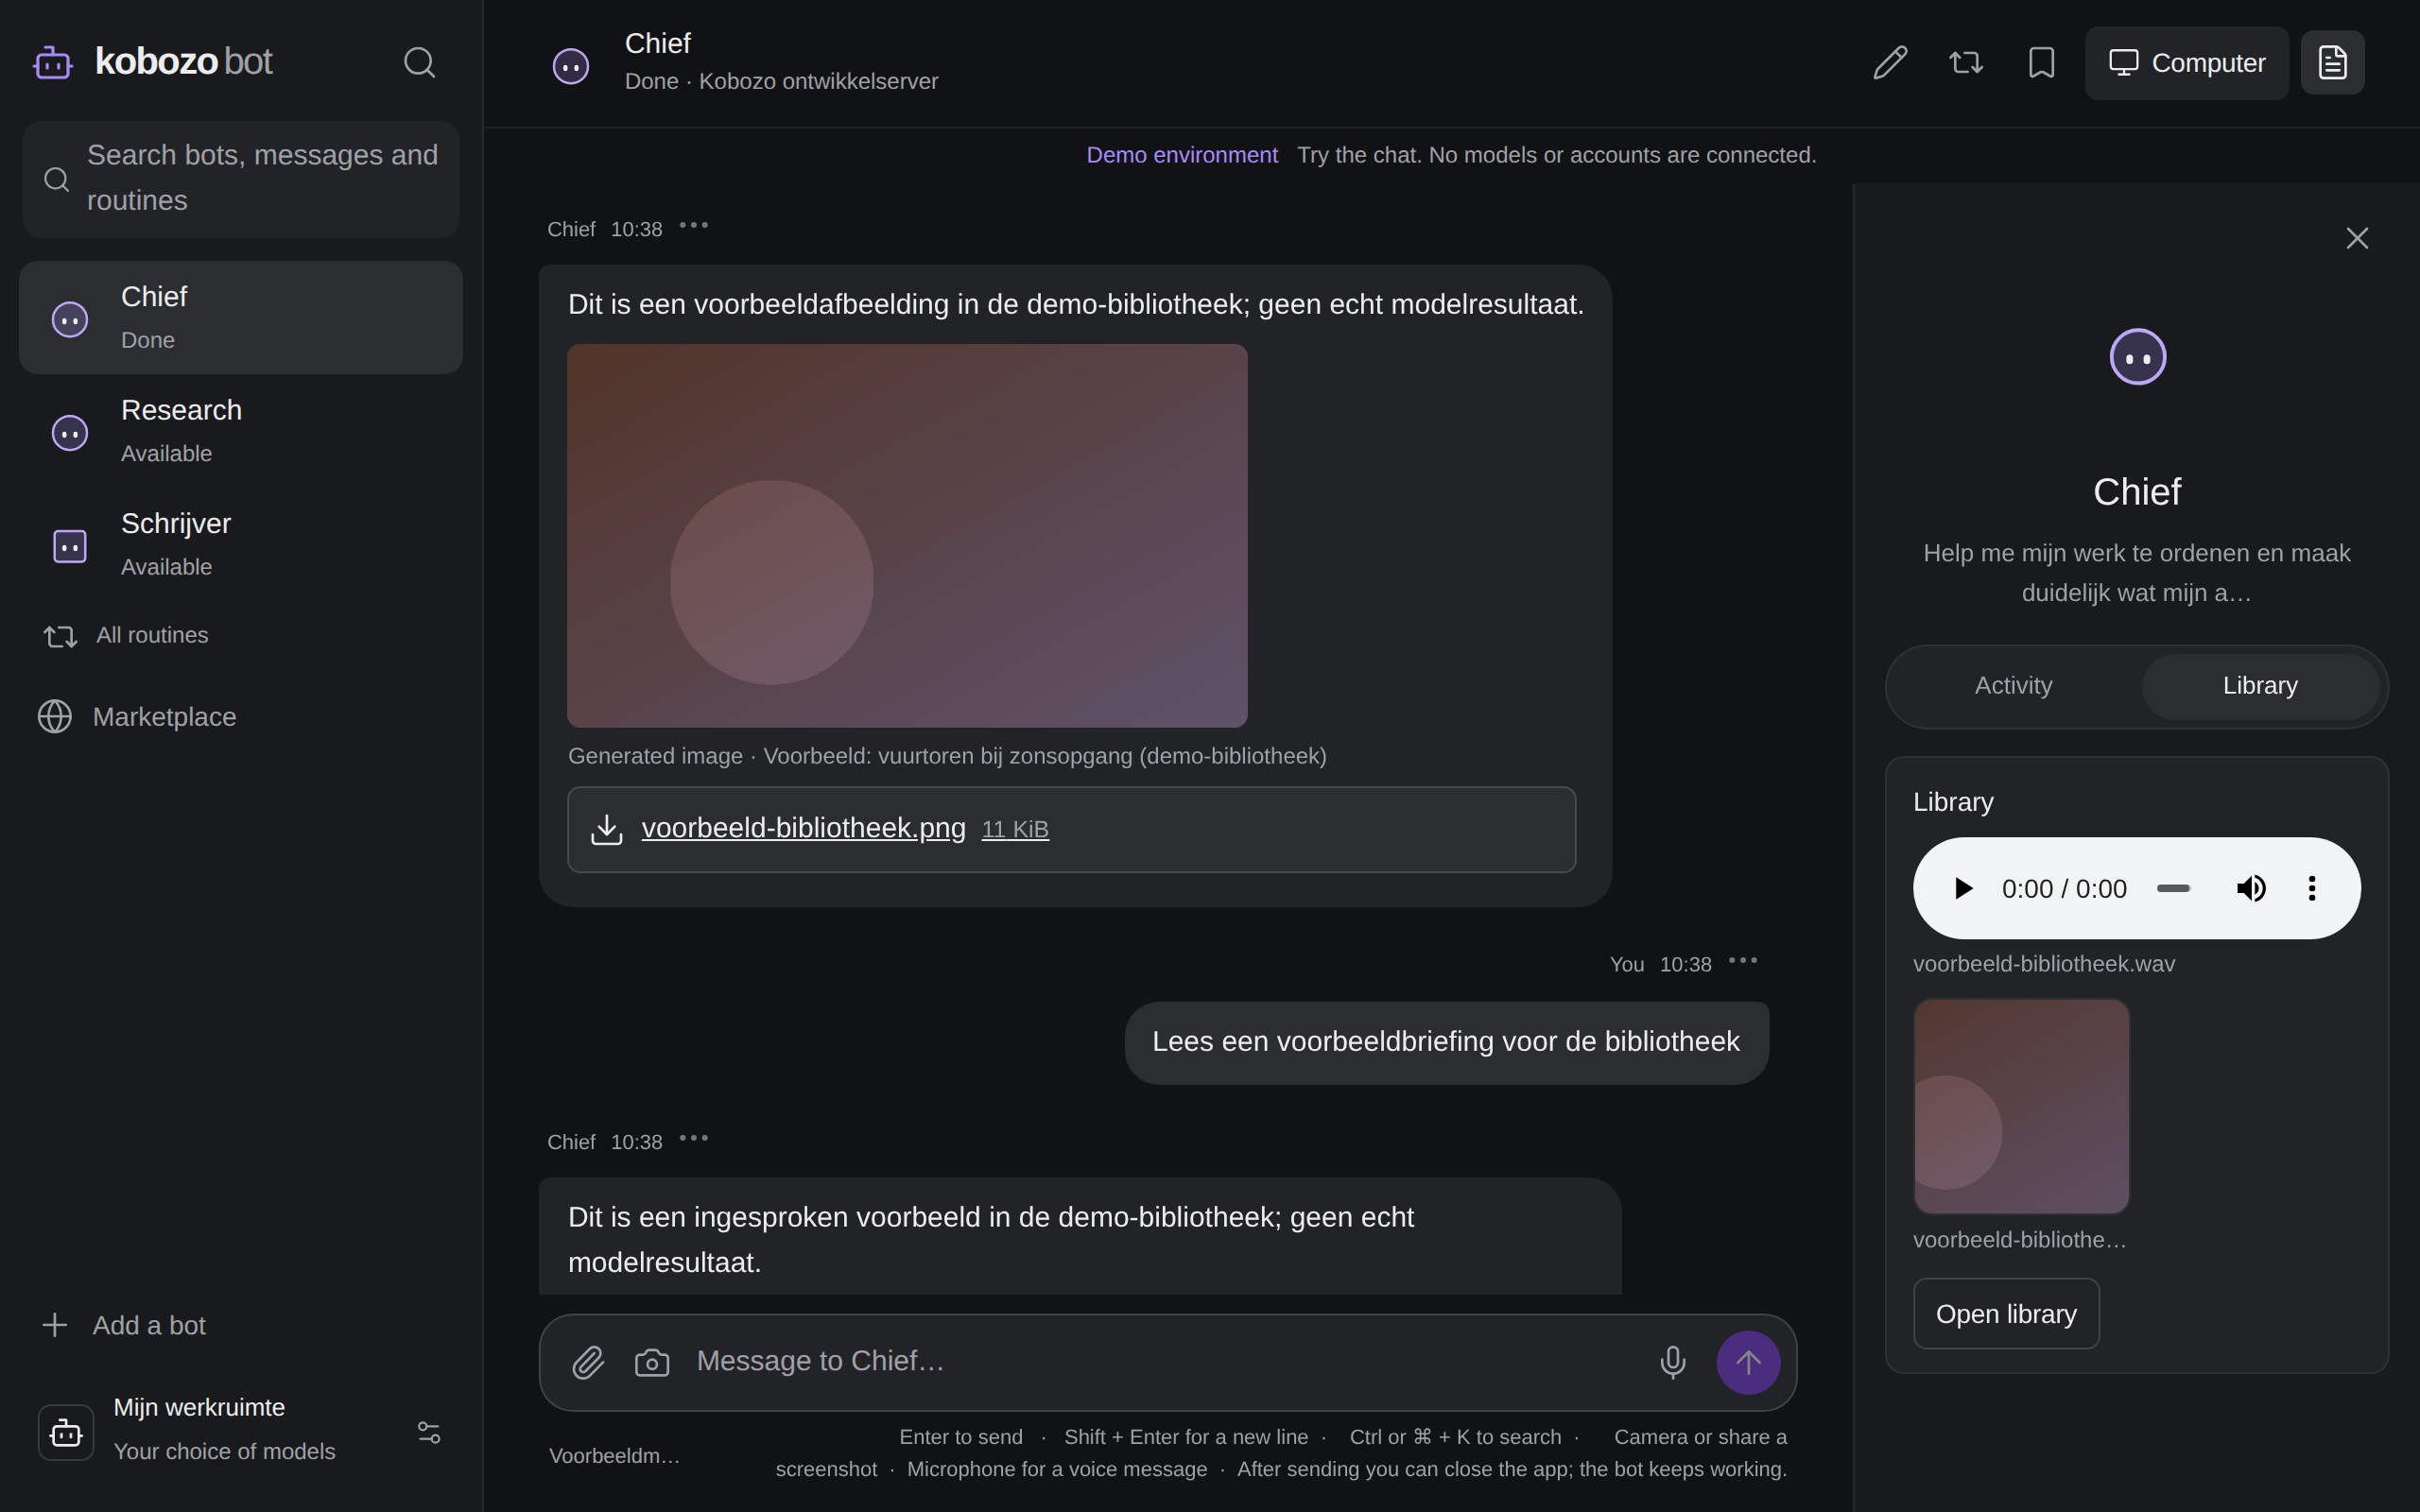 kobozo bot
Search bots, messages and
routines
Chief
Done
Research
Available
Schrijver
Available
All routines
Marketplace
Add a bot
Mijn werkruimte
Your choice of models
Chief
Done · Kobozo ontwikkelserver
Computer
Demo environment Try the chat. No models or accounts are connected.
Chief 10:38
Dit is een voorbeeldafbeelding in de demo-bibliotheek; geen echt modelresultaat.
Generated image · Voorbeeld: vuurtoren bij zonsopgang (demo-bibliotheek)
voorbeeld-bibliotheek.png 11 KiB
You 10:38
Lees een voorbeeldbriefing voor de bibliotheek
Chief 10:38
Dit is een ingesproken voorbeeld in de demo-bibliotheek; geen echt
modelresultaat.
Message to Chief…
Voorbeeldm…
Enter to send · Shift + Enter for a new line · Ctrl or ⌘ + K to search · Camera or share a
screenshot · Microphone for a voice message · After sending you can close the app; the bot keeps working.
Chief
Help me mijn werk te ordenen en maak
duidelijk wat mijn a…
Activity
Library
Library
0:00 / 0:00
voorbeeld-bibliotheek.wav
voorbeeld-bibliothe…
Open library